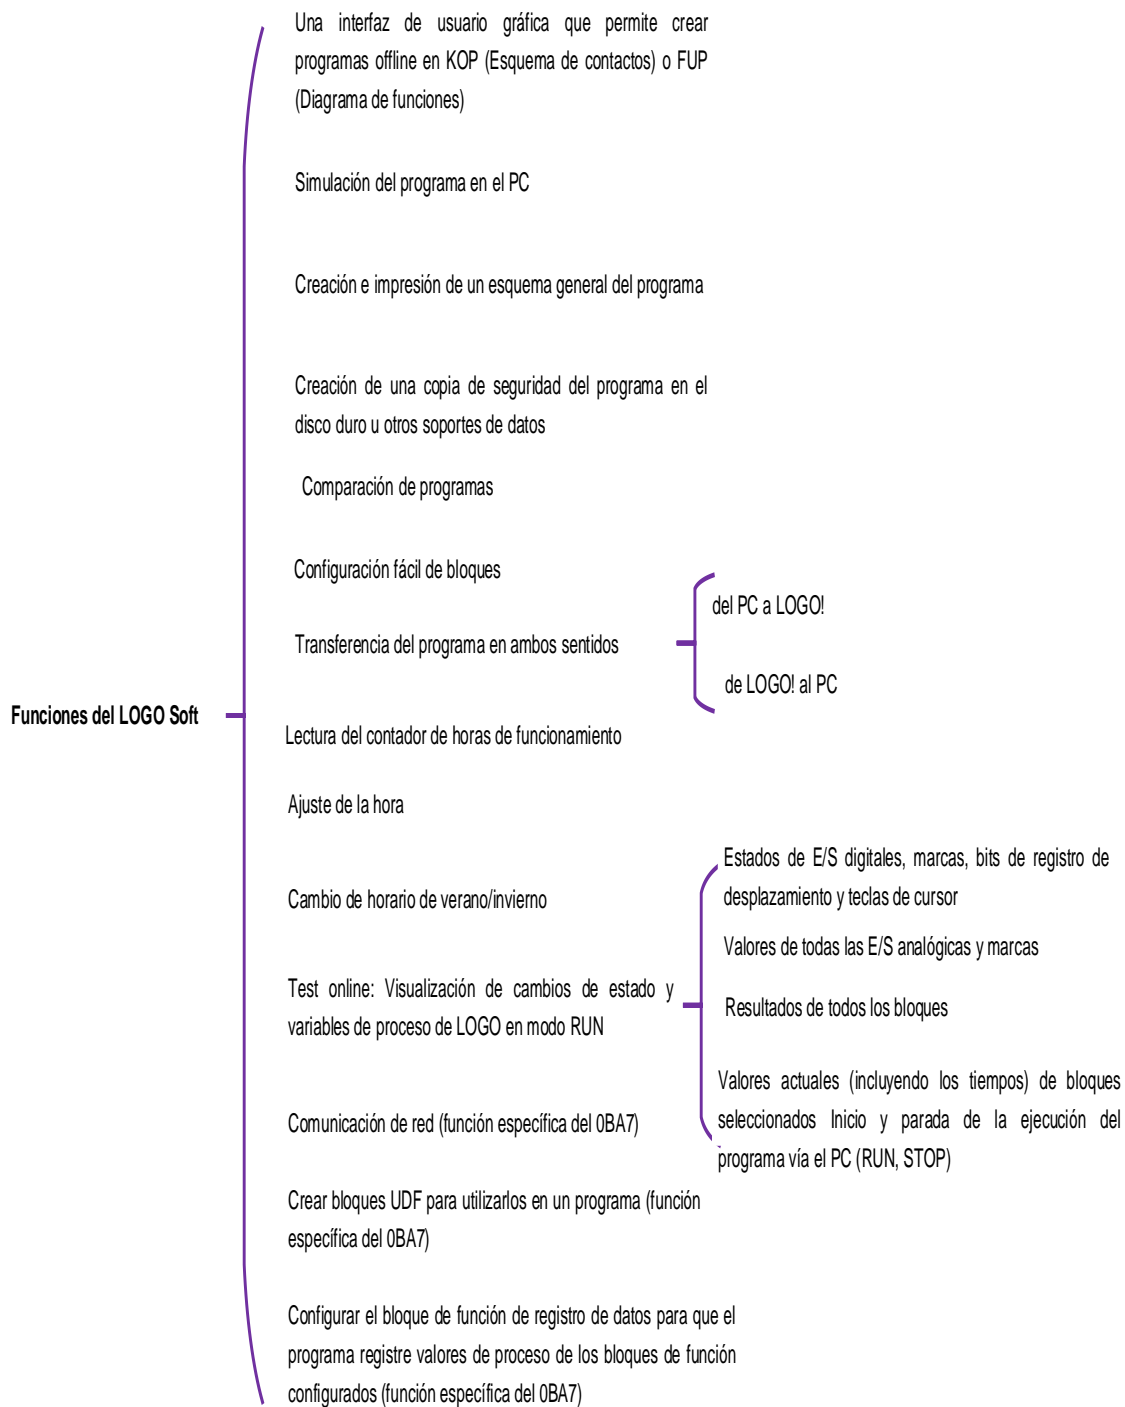 Una interfaz de usuario gráfica que permite crear
programas offline en KOP (Esquema de contactos) o FUP
(Diagrama de funciones)
Simulación del programa en el PC
Creación e impresión de un esquema general del programa
Creación de una copia de seguridad del programa en el
disco duro u otros soportes de datos
Comparación de programas
Configuración fácil de bloques
del PC a LOGO!
Transferencia del programa en ambos sentidos
de LOGO! al PC
Funciones del LOGO Soft
Lectura del contador de horas de funcionamiento
Ajuste de la hora
Cambio de horario de verano/invierno
Estados de E/S digitales, marcas, bits de registro de
desplazamiento y teclas de cursor
Valores de todas las E/S analógicas y marcas
Test online: Visualización de cambios de estado y
variables de proceso de LOGO en modo RUN
Resultados de todos los bloques
Valores actuales (incluyendo los tiempos) de bloques
seleccionados Inicio y parada de la ejecución del
programa vía el PC (RUN, STOP)
Comunicación de red (función específica del 0BA7)
Crear bloques UDF para utilizarlos en un programa (función
específica del 0BA7)
Configurar el bloque de función de registro de datos para que el
programa registre valores de proceso de los bloques de función
configurados (función específica del 0BA7)